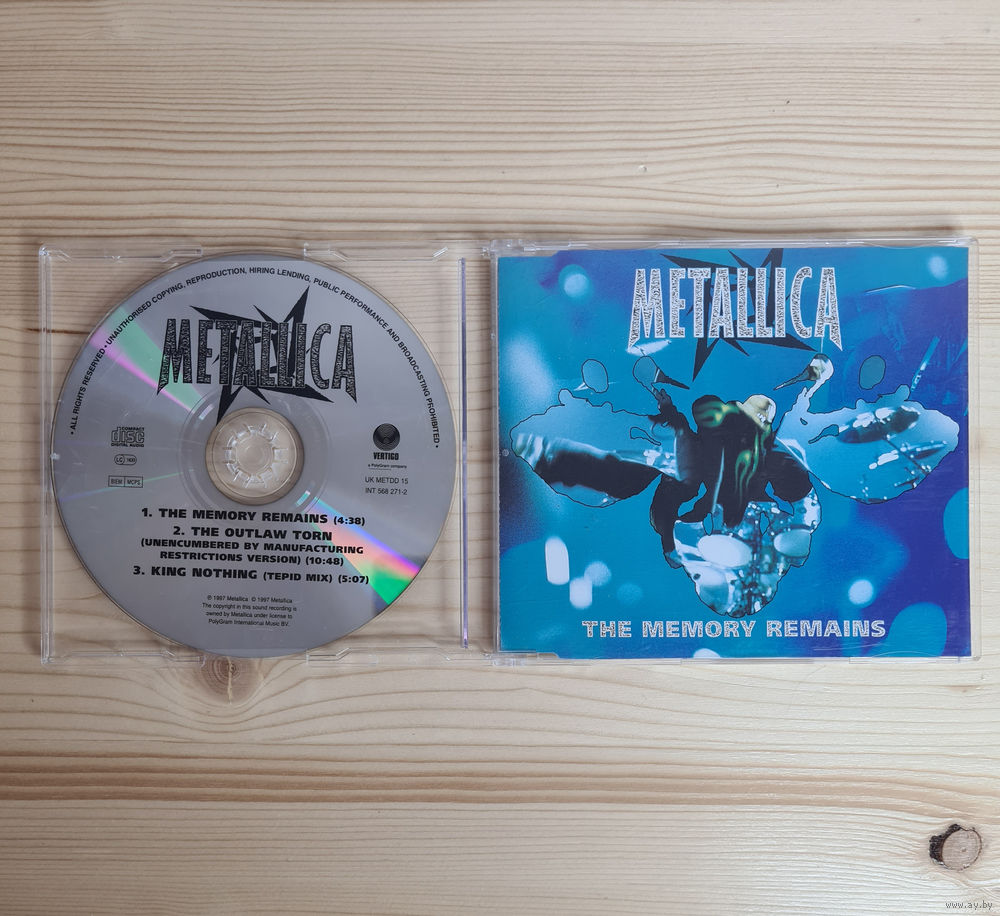 • ALL RIGHTS RESERVED • UNAUTHORISED COPYING, REPRODUCTION, HIRING LENDING, PUBLIC PERFORMANCE AND BROADCASTING PROHIBITED •
METALLICA
COMPACT
disc
DIGITAL AUDIO
LC
BIEM MCPS
VERTIGO
a PolyGram company
UK METDD 15
INT 568 271-2
1. THE MEMORY REMAINS (4:38)
2. THE OUTLAW TORN
(UNENCUMBERED BY MANUFACTURING
RESTRICTIONS VERSION) (10:48)
3. KING NOTHING (TEPID MIX) (5:07)
℗ 1997 Metallica © 1997 Metallica
The copyright in this sound recording is
owned by Metallica under license to
PolyGram International Music BV.
METALLICA
THE MEMORY REMAINS
www.ay.by